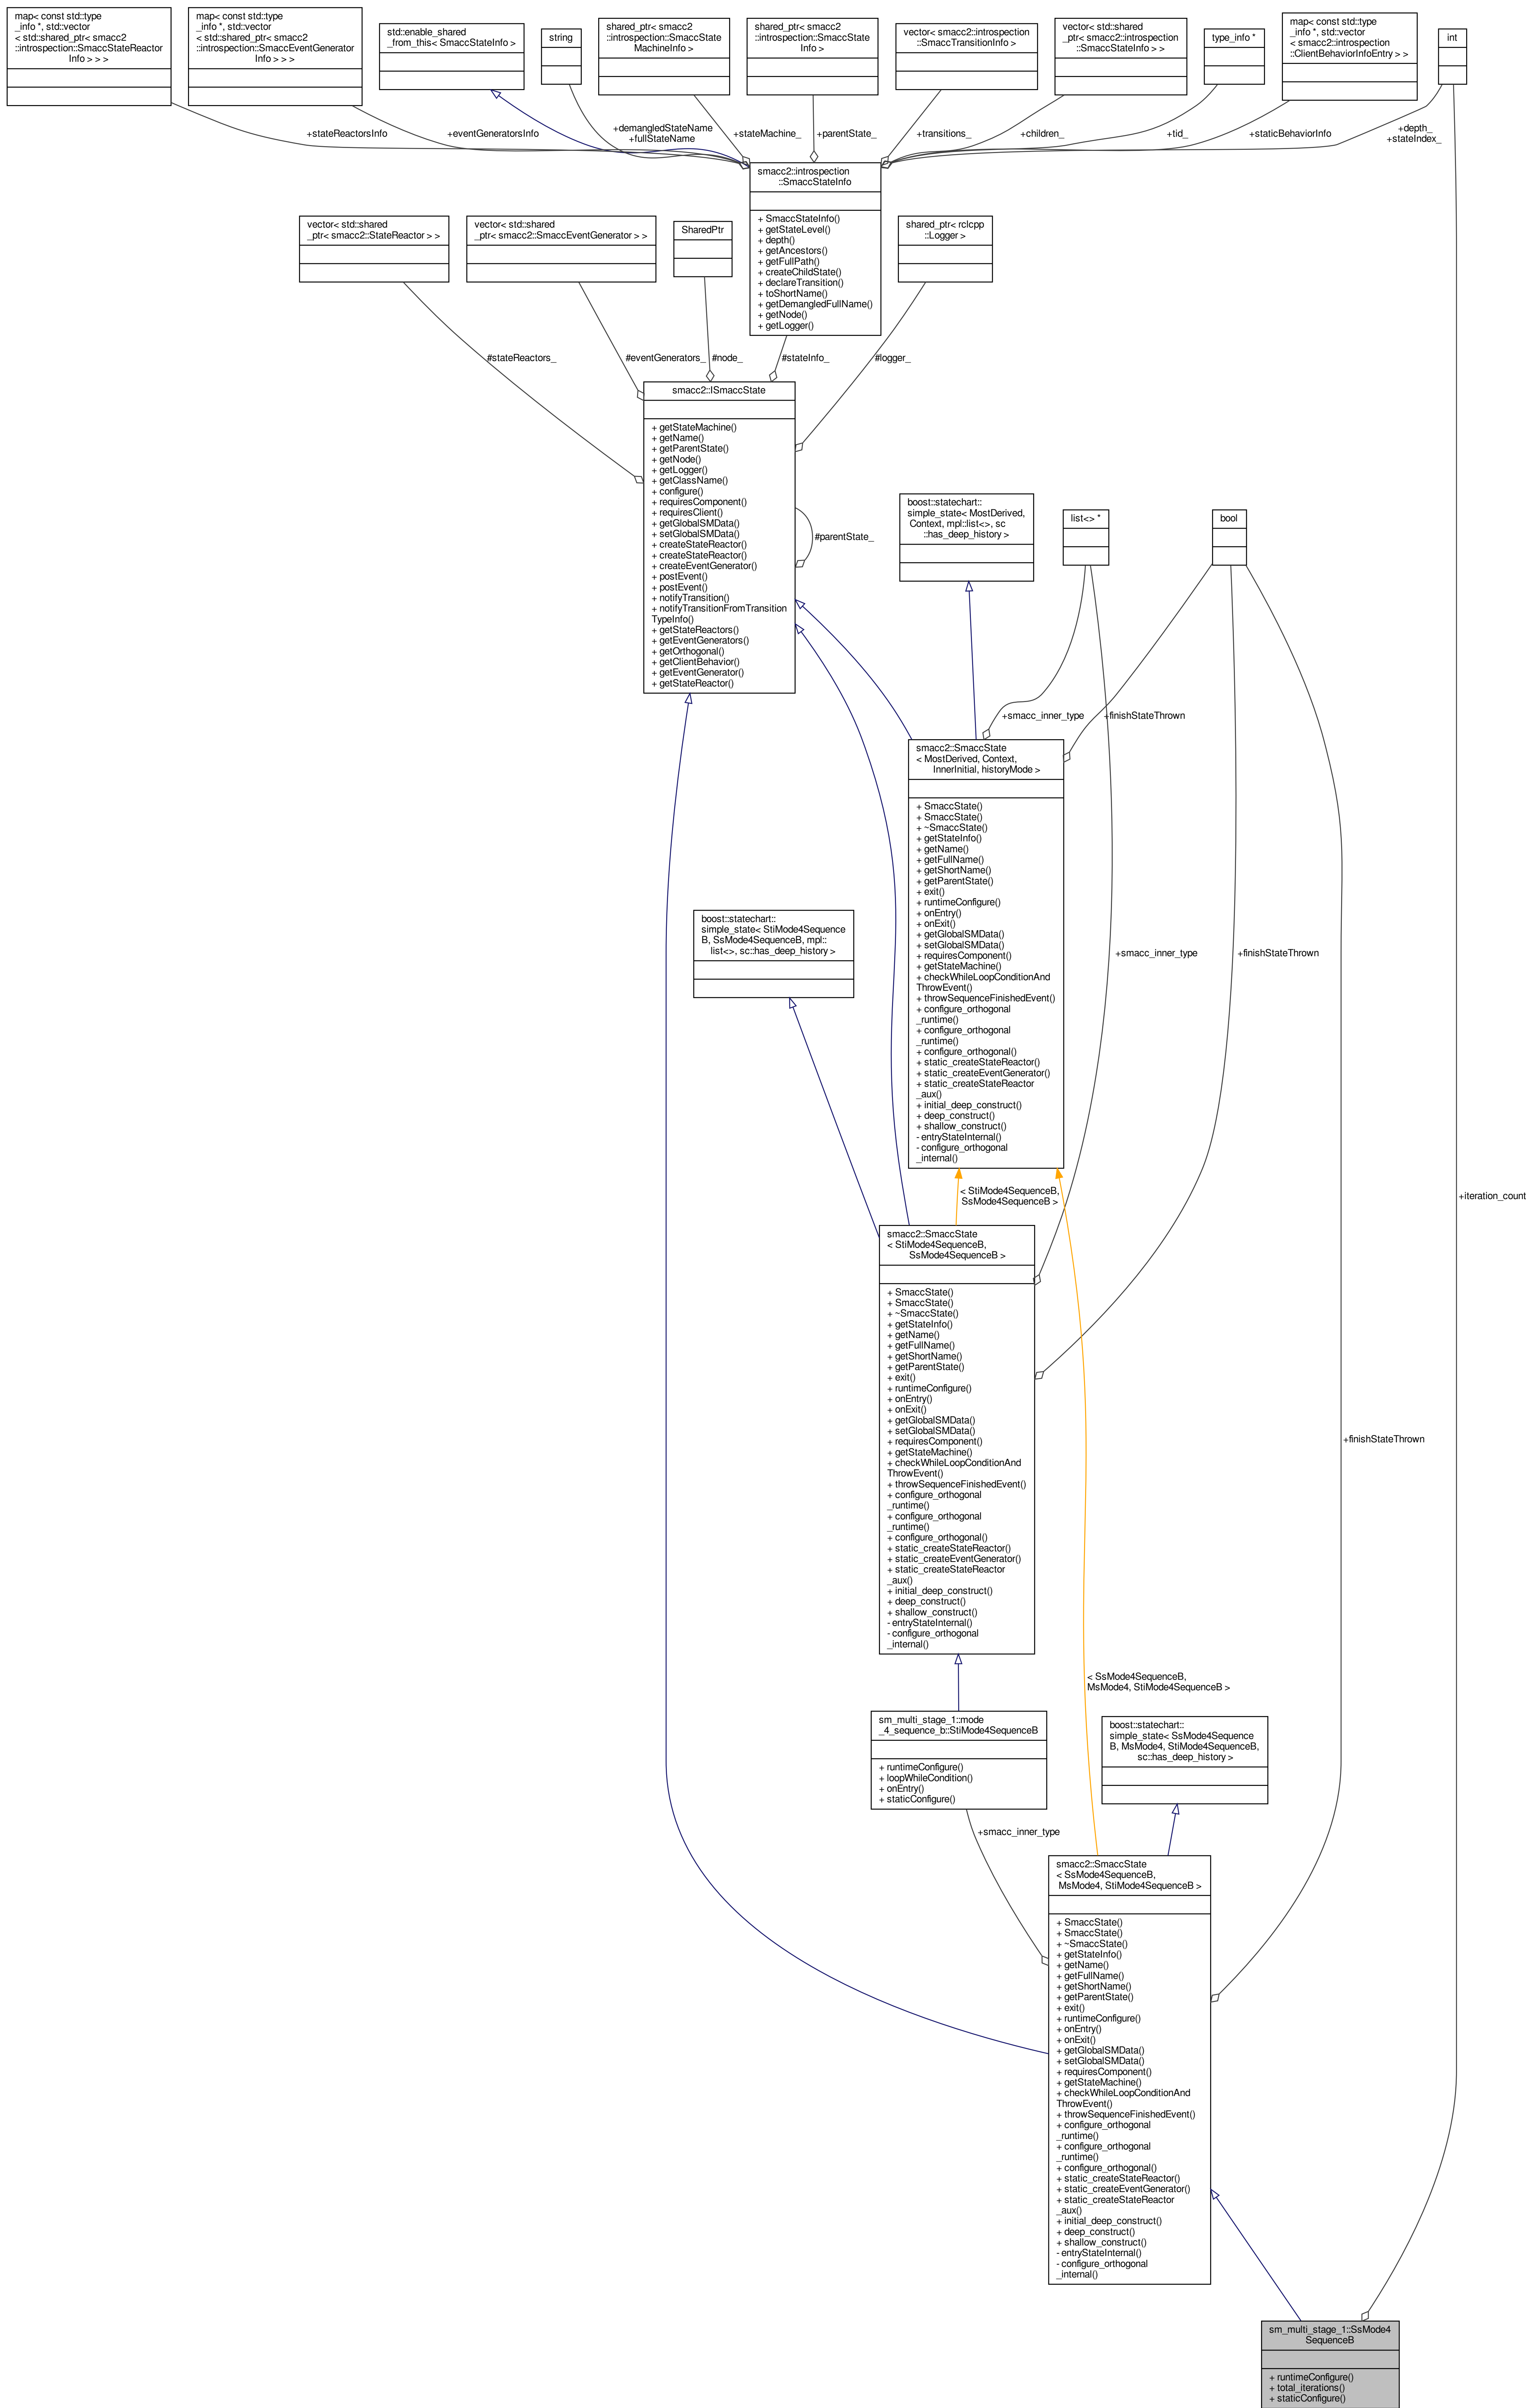 map< const std::type
_info *, std::vector
< std::shared_ptr< smacc2
::introspection::SmaccStateReactor
Info > > >
map< const std::type
_info *, std::vector
< std::shared_ptr< smacc2
::introspection::SmaccEventGenerator
Info > > >
std::enable_shared
_from_this< SmaccStateInfo >
string
shared_ptr< smacc2
::introspection::SmaccState
MachineInfo >
shared_ptr< smacc2
::introspection::SmaccState
Info >
vector< smacc2::introspection
::SmaccTransitionInfo >
vector< std::shared
_ptr< smacc2::introspection
::SmaccStateInfo > >
type_info *
map< const std::type
_info *, std::vector
< smacc2::introspection
::ClientBehaviorInfoEntry > >
int
+stateReactorsInfo
+eventGeneratorsInfo
+demangledStateName
+fullStateName
+stateMachine_
+parentState_
+transitions_
+children_
+tid_
+staticBehaviorInfo
+depth_
+stateIndex_
smacc2::introspection
::SmaccStateInfo
+ SmaccStateInfo()
+ getStateLevel()
+ depth()
+ getAncestors()
+ getFullPath()
+ createChildState()
+ declareTransition()
+ toShortName()
+ getDemangledFullName()
+ getNode()
+ getLogger()
vector< std::shared
_ptr< smacc2::StateReactor > >
vector< std::shared
_ptr< smacc2::SmaccEventGenerator > >
SharedPtr
shared_ptr< rclcpp
::Logger >
#stateReactors_
#eventGenerators_
#node_
#stateInfo_
#logger_
smacc2::ISmaccState
+ getStateMachine()
+ getName()
+ getParentState()
+ getNode()
+ getLogger()
+ getClassName()
+ configure()
+ requiresComponent()
+ requiresClient()
+ getGlobalSMData()
+ setGlobalSMData()
+ createStateReactor()
+ createStateReactor()
+ createEventGenerator()
+ postEvent()
+ postEvent()
+ notifyTransition()
+ notifyTransitionFromTransition
TypeInfo()
+ getStateReactors()
+ getEventGenerators()
+ getOrthogonal()
+ getClientBehavior()
+ getEventGenerator()
+ getStateReactor()
#parentState_
boost::statechart::
simple_state< MostDerived,
Context, mpl::list<>, sc
::has_deep_history >
list<> *
bool
+smacc_inner_type
+finishStateThrown
smacc2::SmaccState
< MostDerived, Context,
InnerInitial, historyMode >
+ SmaccState()
+ SmaccState()
+ ~SmaccState()
+ getStateInfo()
+ getName()
+ getFullName()
+ getShortName()
+ getParentState()
+ exit()
+ runtimeConfigure()
+ onEntry()
+ onExit()
+ getGlobalSMData()
+ setGlobalSMData()
+ requiresComponent()
+ getStateMachine()
+ checkWhileLoopConditionAnd
ThrowEvent()
+ throwSequenceFinishedEvent()
+ configure_orthogonal
_runtime()
+ configure_orthogonal
_runtime()
+ configure_orthogonal()
+ static_createStateReactor()
+ static_createEventGenerator()
+ static_createStateReactor
_aux()
+ initial_deep_construct()
+ deep_construct()
+ shallow_construct()
- entryStateInternal()
- configure_orthogonal
_internal()
boost::statechart::
simple_state< StiMode4Sequence
B, SsMode4SequenceB, mpl::
list<>, sc::has_deep_history >
+smacc_inner_type
+finishStateThrown
< StiMode4SequenceB,
SsMode4SequenceB >
+iteration_count
smacc2::SmaccState
< StiMode4SequenceB,
SsMode4SequenceB >
+ SmaccState()
+ SmaccState()
+ ~SmaccState()
+ getStateInfo()
+ getName()
+ getFullName()
+ getShortName()
+ getParentState()
+ exit()
+ runtimeConfigure()
+ onEntry()
+ onExit()
+ getGlobalSMData()
+ setGlobalSMData()
+ requiresComponent()
+ getStateMachine()
+ checkWhileLoopConditionAnd
ThrowEvent()
+ throwSequenceFinishedEvent()
+ configure_orthogonal
_runtime()
+ configure_orthogonal
_runtime()
+ configure_orthogonal()
+ static_createStateReactor()
+ static_createEventGenerator()
+ static_createStateReactor
_aux()
+ initial_deep_construct()
+ deep_construct()
+ shallow_construct()
- entryStateInternal()
- configure_orthogonal
_internal()
+finishStateThrown
< SsMode4SequenceB,
MsMode4, StiMode4SequenceB >
sm_multi_stage_1::mode
_4_sequence_b::StiMode4SequenceB
+ runtimeConfigure()
+ loopWhileCondition()
+ onEntry()
+ staticConfigure()
boost::statechart::
simple_state< SsMode4Sequence
B, MsMode4, StiMode4SequenceB,
sc::has_deep_history >
+smacc_inner_type
smacc2::SmaccState
< SsMode4SequenceB,
MsMode4, StiMode4SequenceB >
+ SmaccState()
+ SmaccState()
+ ~SmaccState()
+ getStateInfo()
+ getName()
+ getFullName()
+ getShortName()
+ getParentState()
+ exit()
+ runtimeConfigure()
+ onEntry()
+ onExit()
+ getGlobalSMData()
+ setGlobalSMData()
+ requiresComponent()
+ getStateMachine()
+ checkWhileLoopConditionAnd
ThrowEvent()
+ throwSequenceFinishedEvent()
+ configure_orthogonal
_runtime()
+ configure_orthogonal
_runtime()
+ configure_orthogonal()
+ static_createStateReactor()
+ static_createEventGenerator()
+ static_createStateReactor
_aux()
+ initial_deep_construct()
+ deep_construct()
+ shallow_construct()
- entryStateInternal()
- configure_orthogonal
_internal()
sm_multi_stage_1::SsMode4
SequenceB
+ runtimeConfigure()
+ total_iterations()
+ staticConfigure()